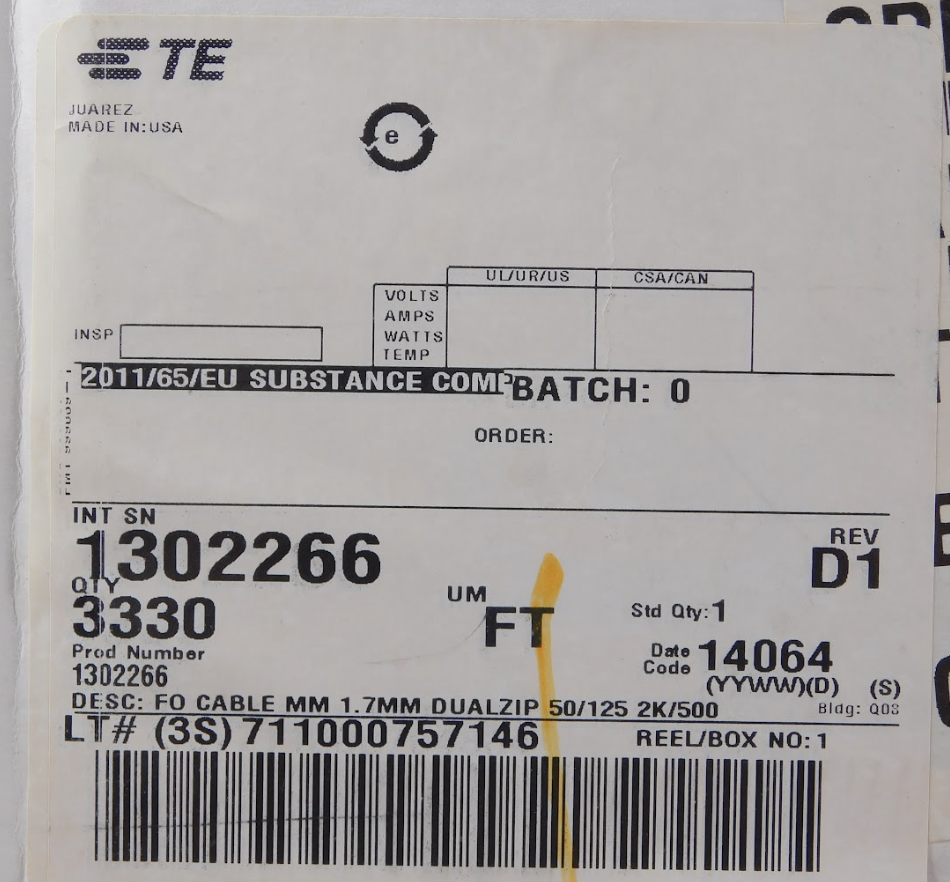 TE
JUAREZ
MADE IN:USA
e
UL/UR/US CSA/CAN
VOLTS
AMPS
WATTS
TEMP
INSP
2011/65/EU SUBSTANCE COMP
BATCH: 0
ORDER:
INT SN
1302266
REV
D1
QTY
3330
UM
FT
Std Qty:1
Prod Number
1302266
Date Code 14064
(YYWW)(D) (S)
DESC: FO CABLE MM 1.7MM DUALZIP 50/125 2K/500
Bldg: Q03
LT# (3S) 711000757146
REEL/BOX NO:1